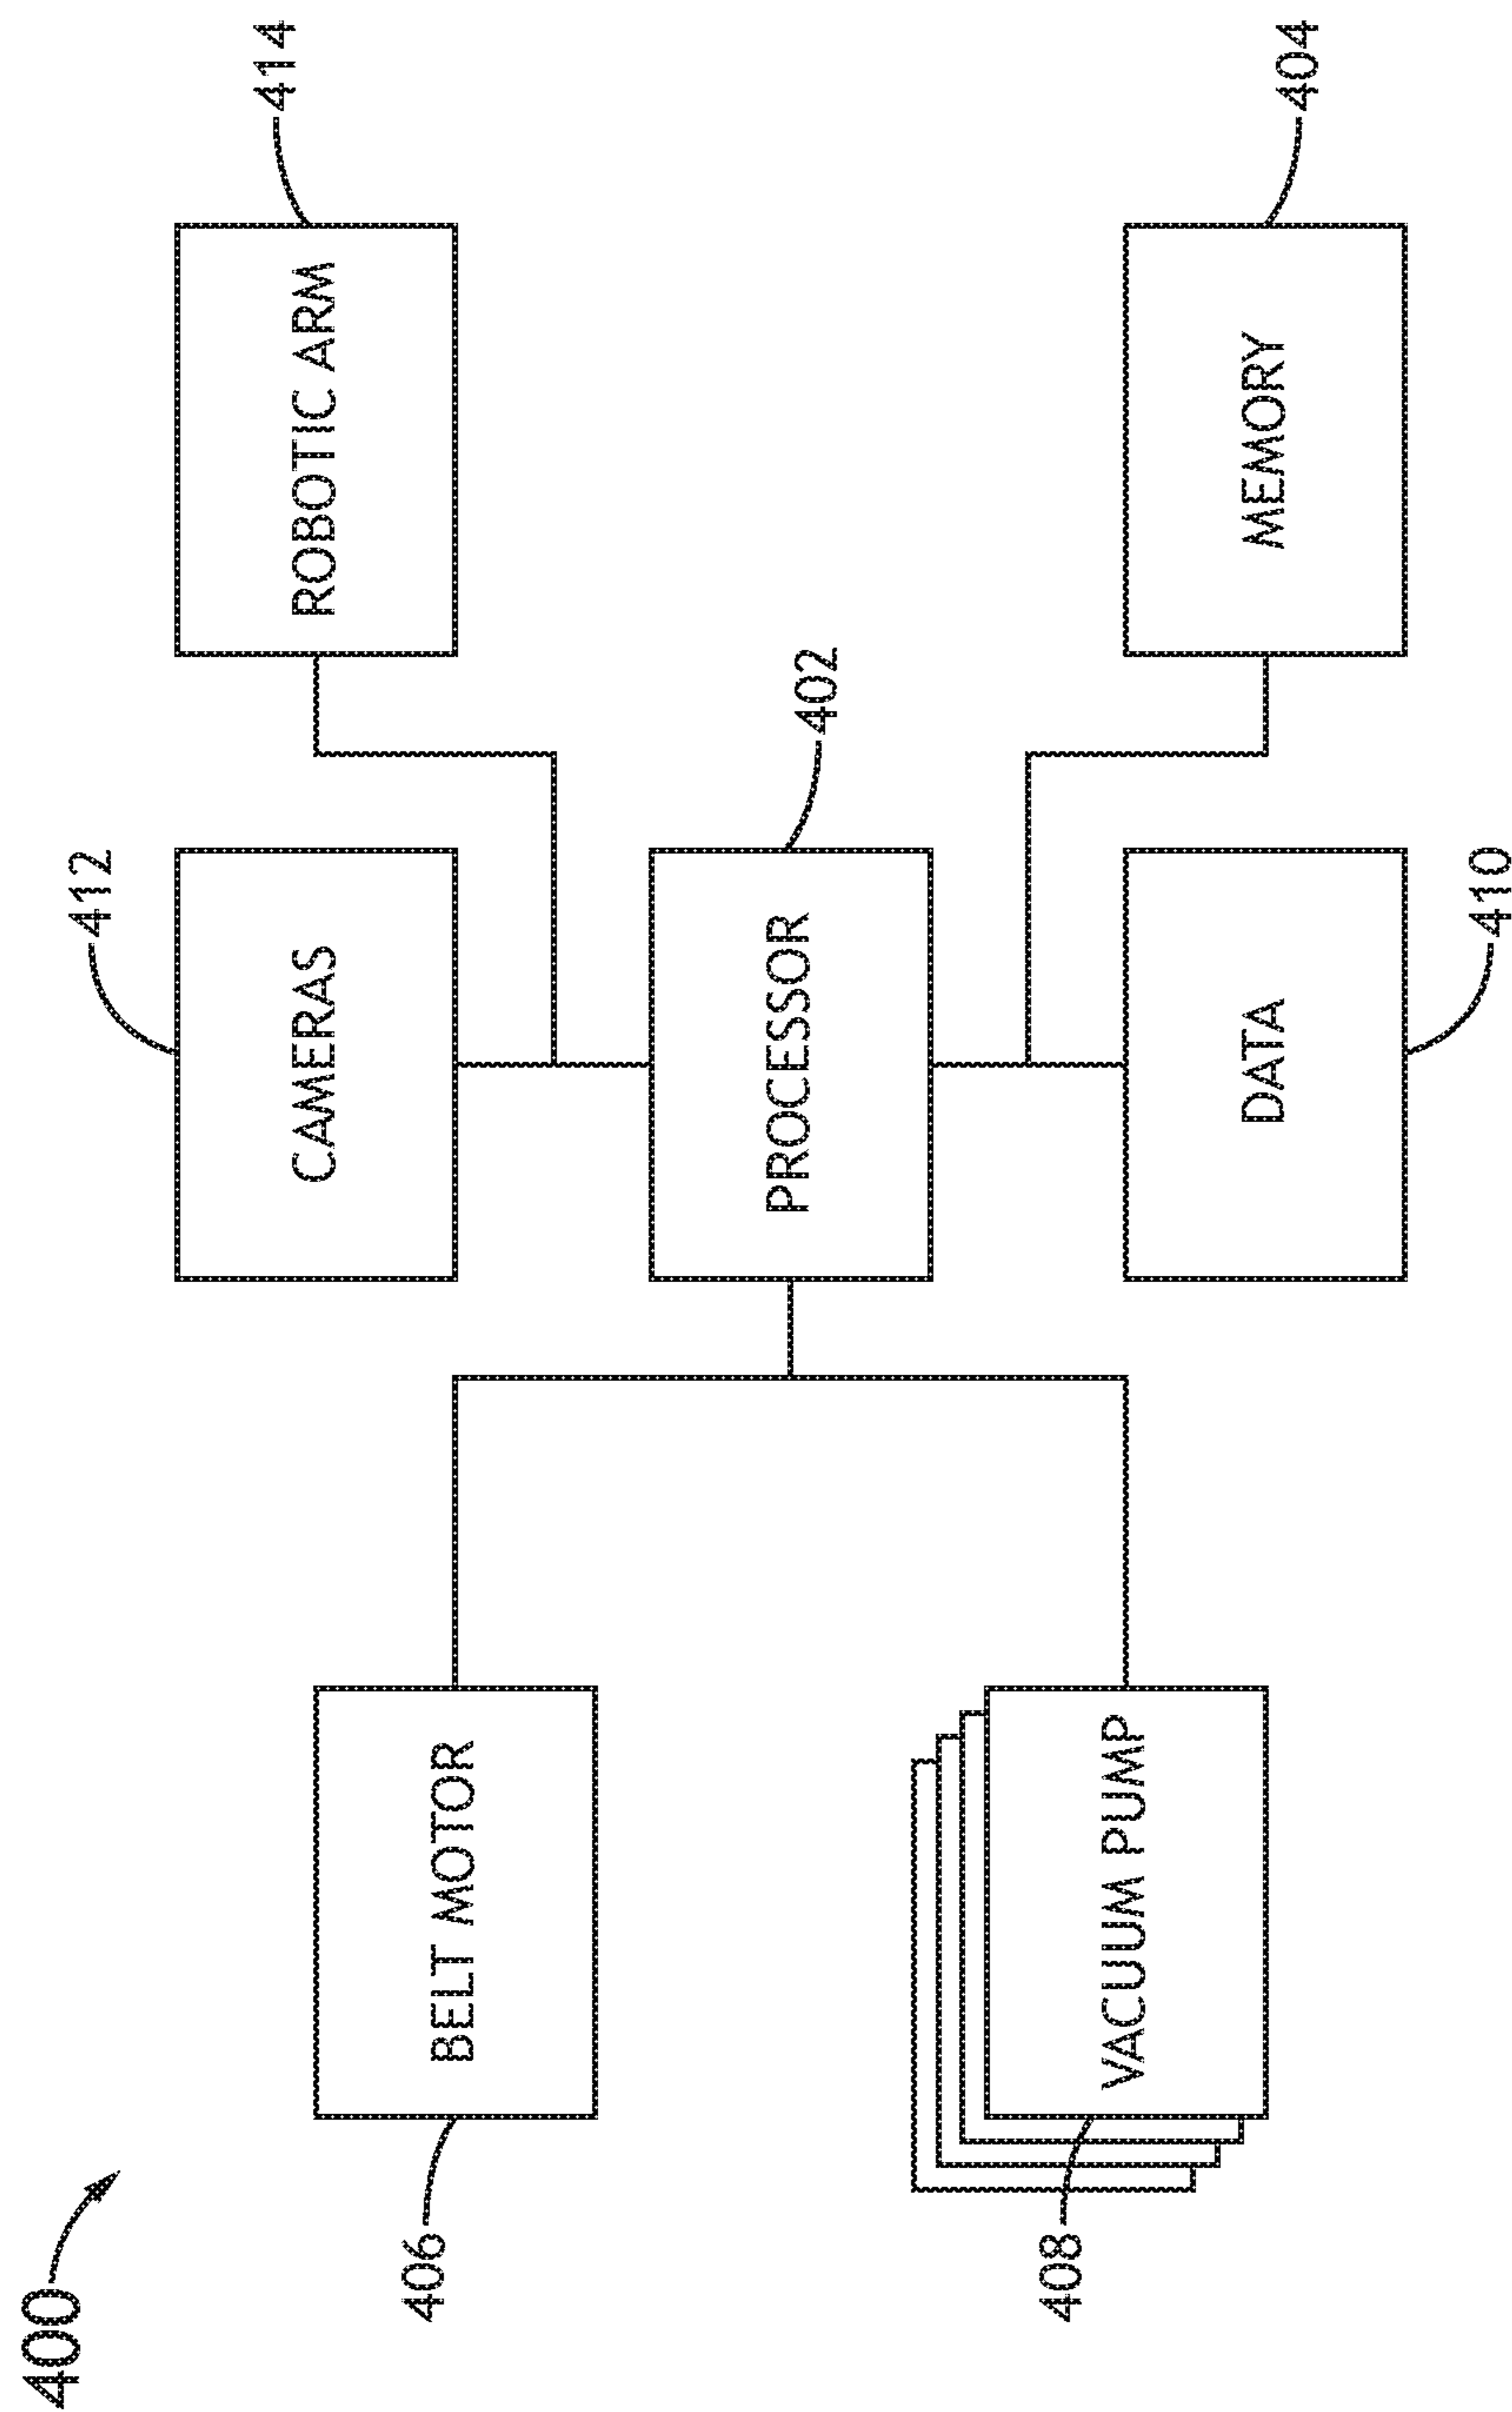 400
412
414
CAMERAS
ROBOTIC ARM
406
BELT MOTOR
402
PROCESSOR
408
VACUUM PUMP
DATA
MEMORY
410
404